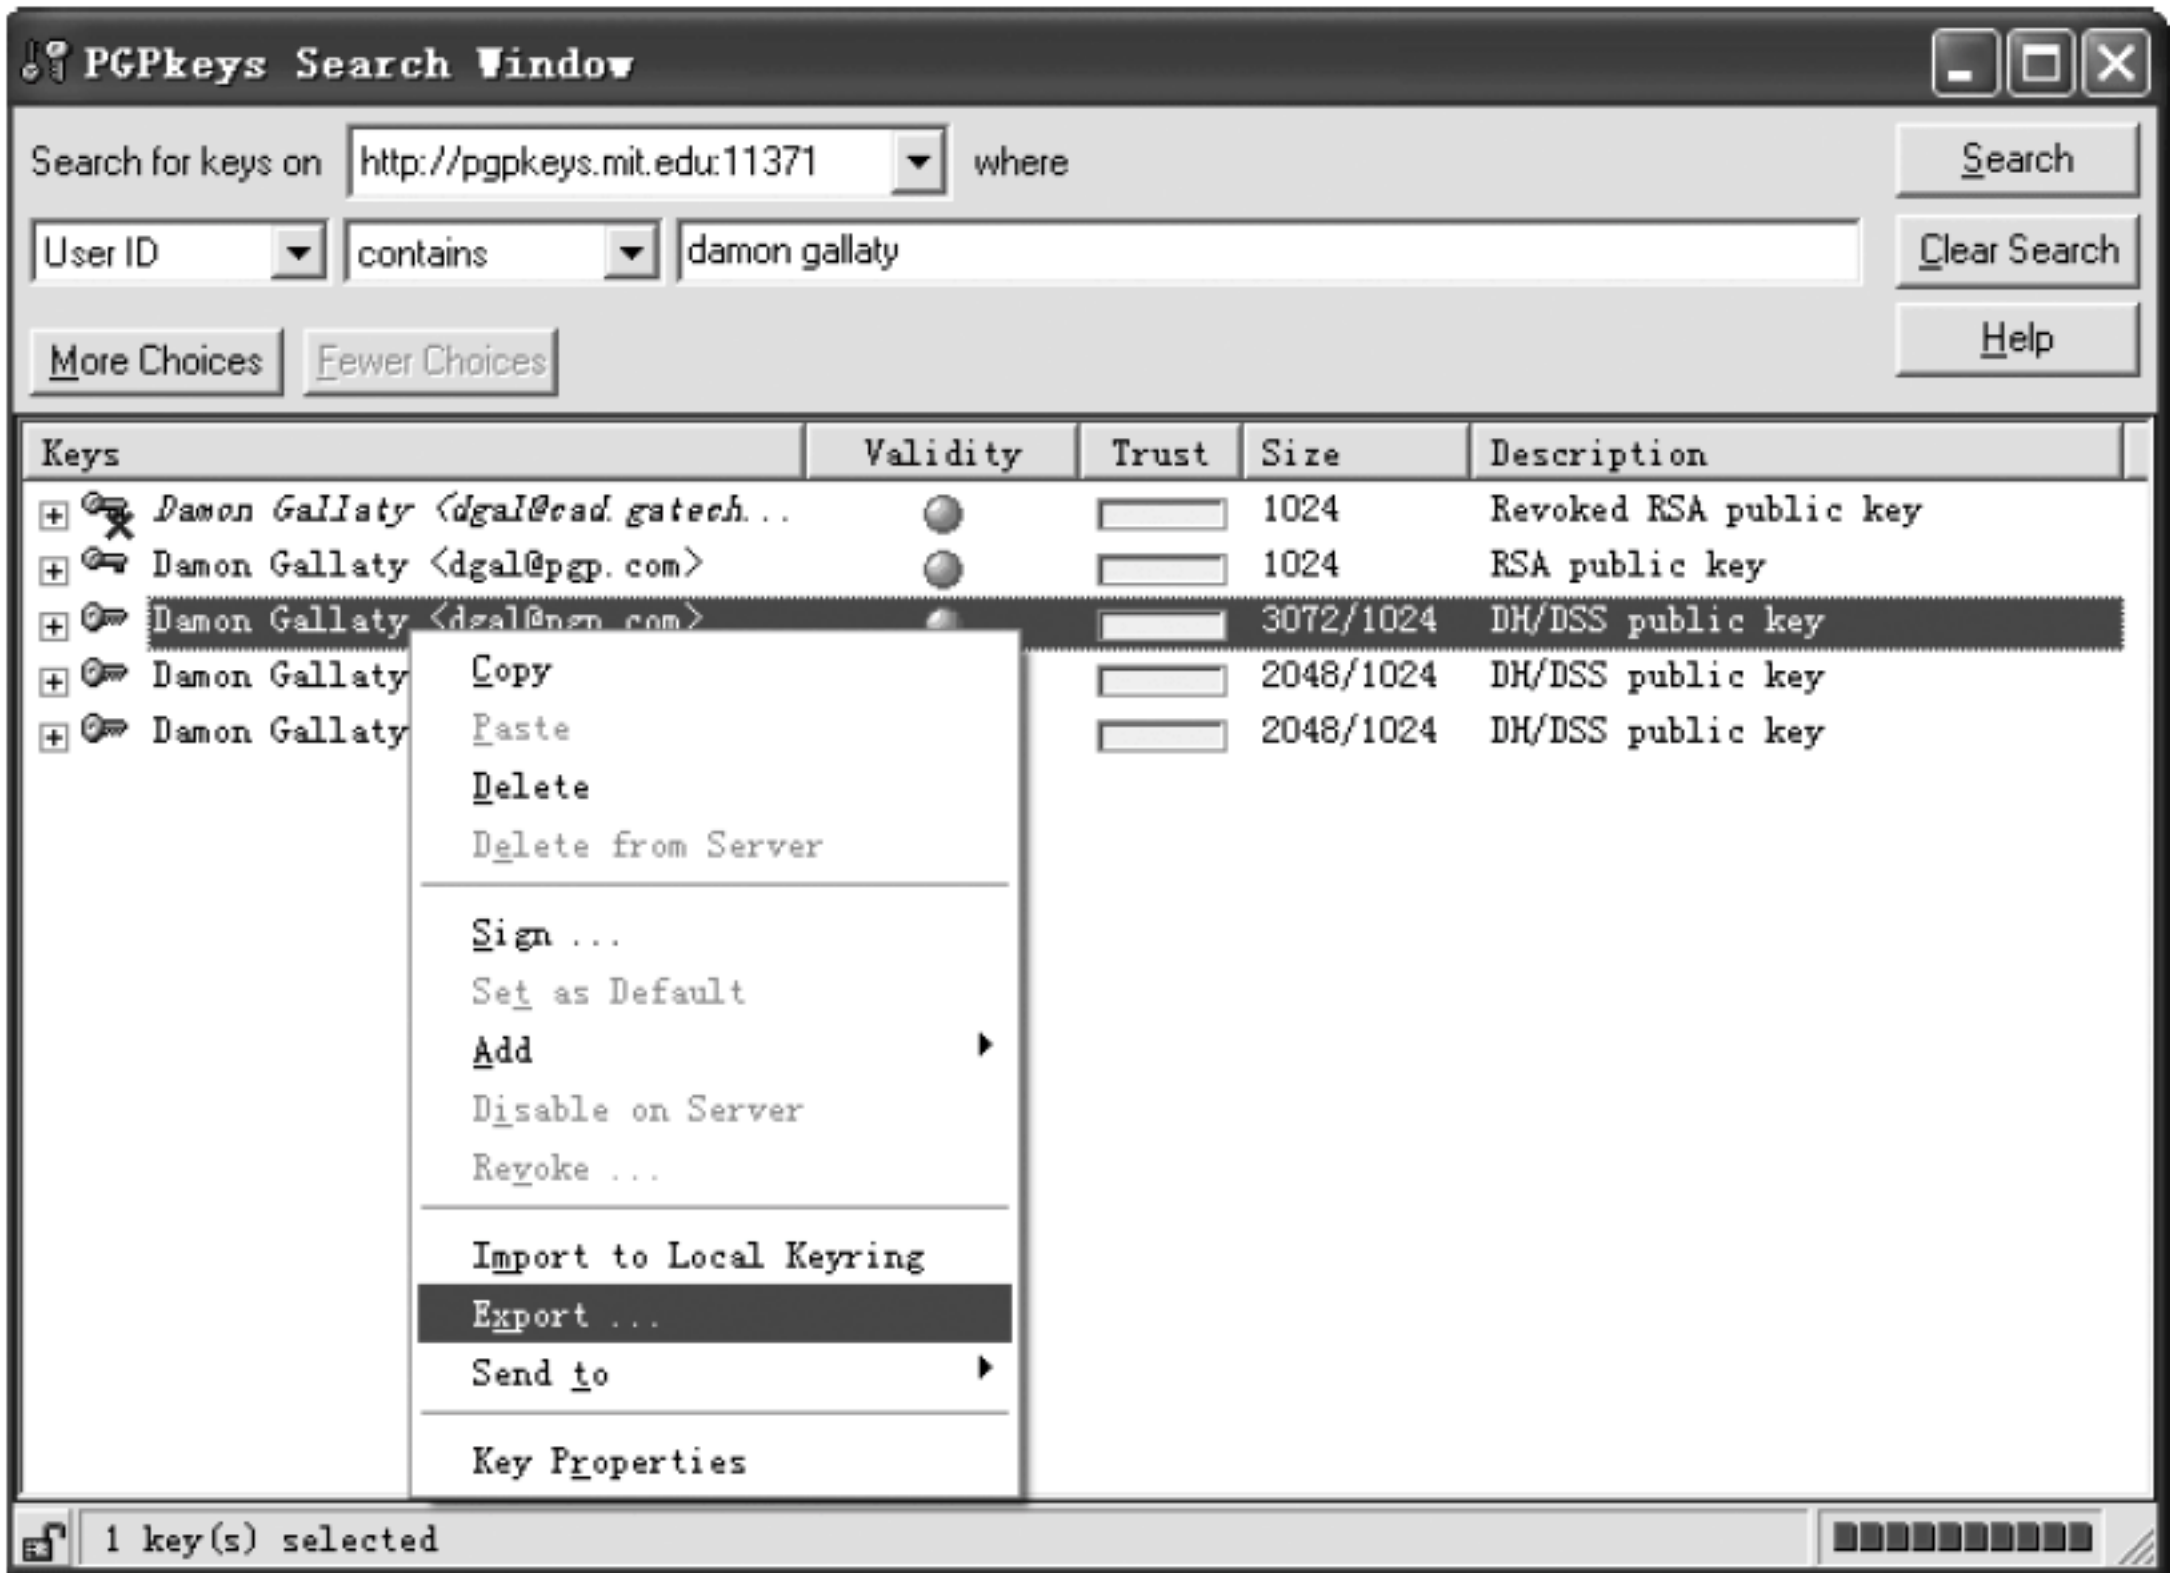 PGPkeys Search Window
Search for keys on http://pgpkeys.mit.edu:11371 where Search
User ID contains damon gallaty Clear Search
More Choices Fewer Choices Help
Keys Validity Trust Size Description
Damon Gallaty <dgal@cad.gatech... 1024 Revoked RSA public key
Damon Gallaty <dgal@pgp.com> 1024 RSA public key
Damon Gallaty <dgal@pgp.com> 3072/1024 DH/DSS public key
Damon Gallaty 2048/1024 DH/DSS public key
Damon Gallaty 2048/1024 DH/DSS public key
Copy
Paste
Delete
Delete from Server
Sign ...
Set as Default
Add
Disable on Server
Revoke ...
Import to Local Keyring
Export ...
Send to
Key Properties
1 key(s) selected